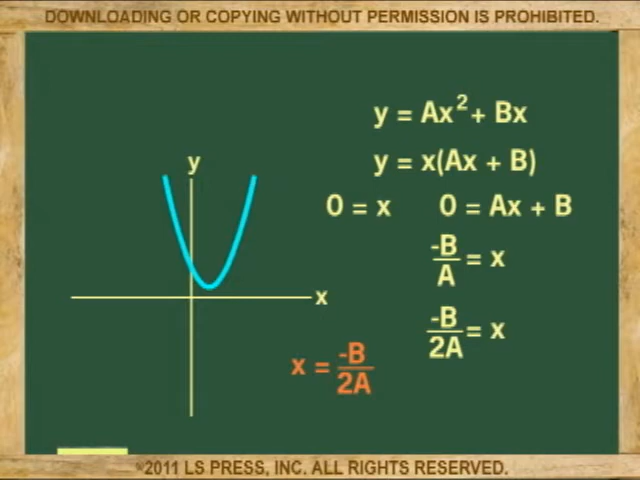 DOWNLOADING OR COPYING WITHOUT PERMISSION IS PROHIBITED.
y = Ax² + Bx
y = x(Ax + B)
0 = x   0 = Ax + B
-B/A = x
-B/2A = x
y
x
x = -B/2A
©2011 LS PRESS, INC. ALL RIGHTS RESERVED.